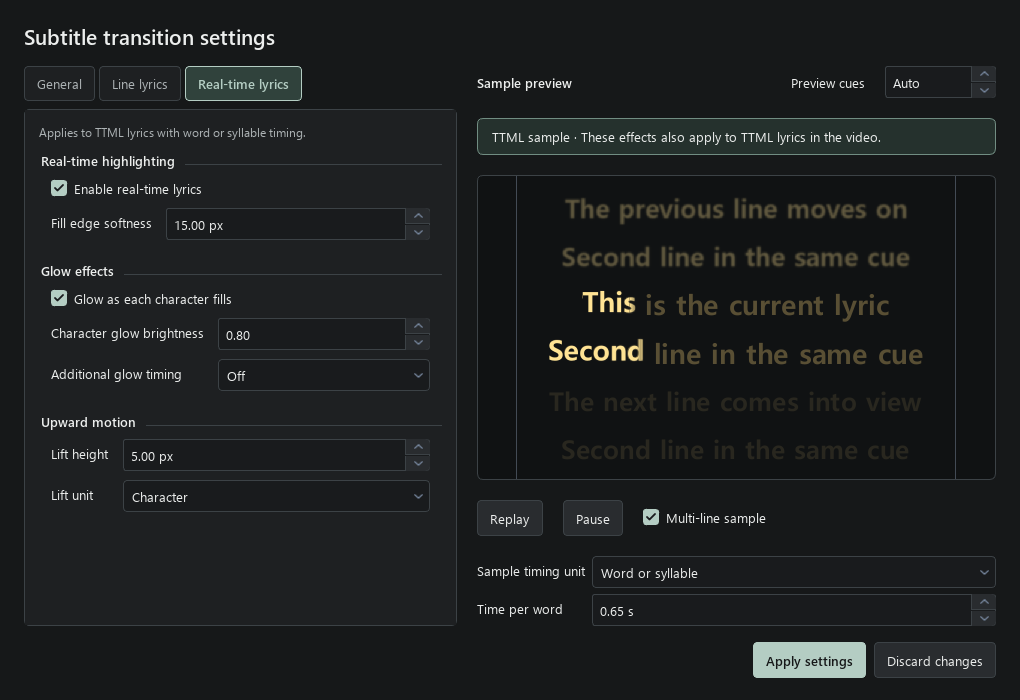 Subtitle transition settings
General
Line lyrics
Real-time lyrics
Applies to TTML lyrics with word or syllable timing.
Real-time highlighting
Enable real-time lyrics
Fill edge softness
15.00 px
Glow effects
Glow as each character fills
Character glow brightness
0.80
Additional glow timing
Off
Upward motion
Lift height
5.00 px
Lift unit
Character
Sample preview
Preview cues
Auto
TTML sample · These effects also apply to TTML lyrics in the video.
The previous line moves on
Second line in the same cue
This is the current lyric
Second line in the same cue
The next line comes into view
Second line in the same cue
Replay
Pause
Multi-line sample
Sample timing unit
Word or syllable
Time per word
0.65 s
Apply settings
Discard changes